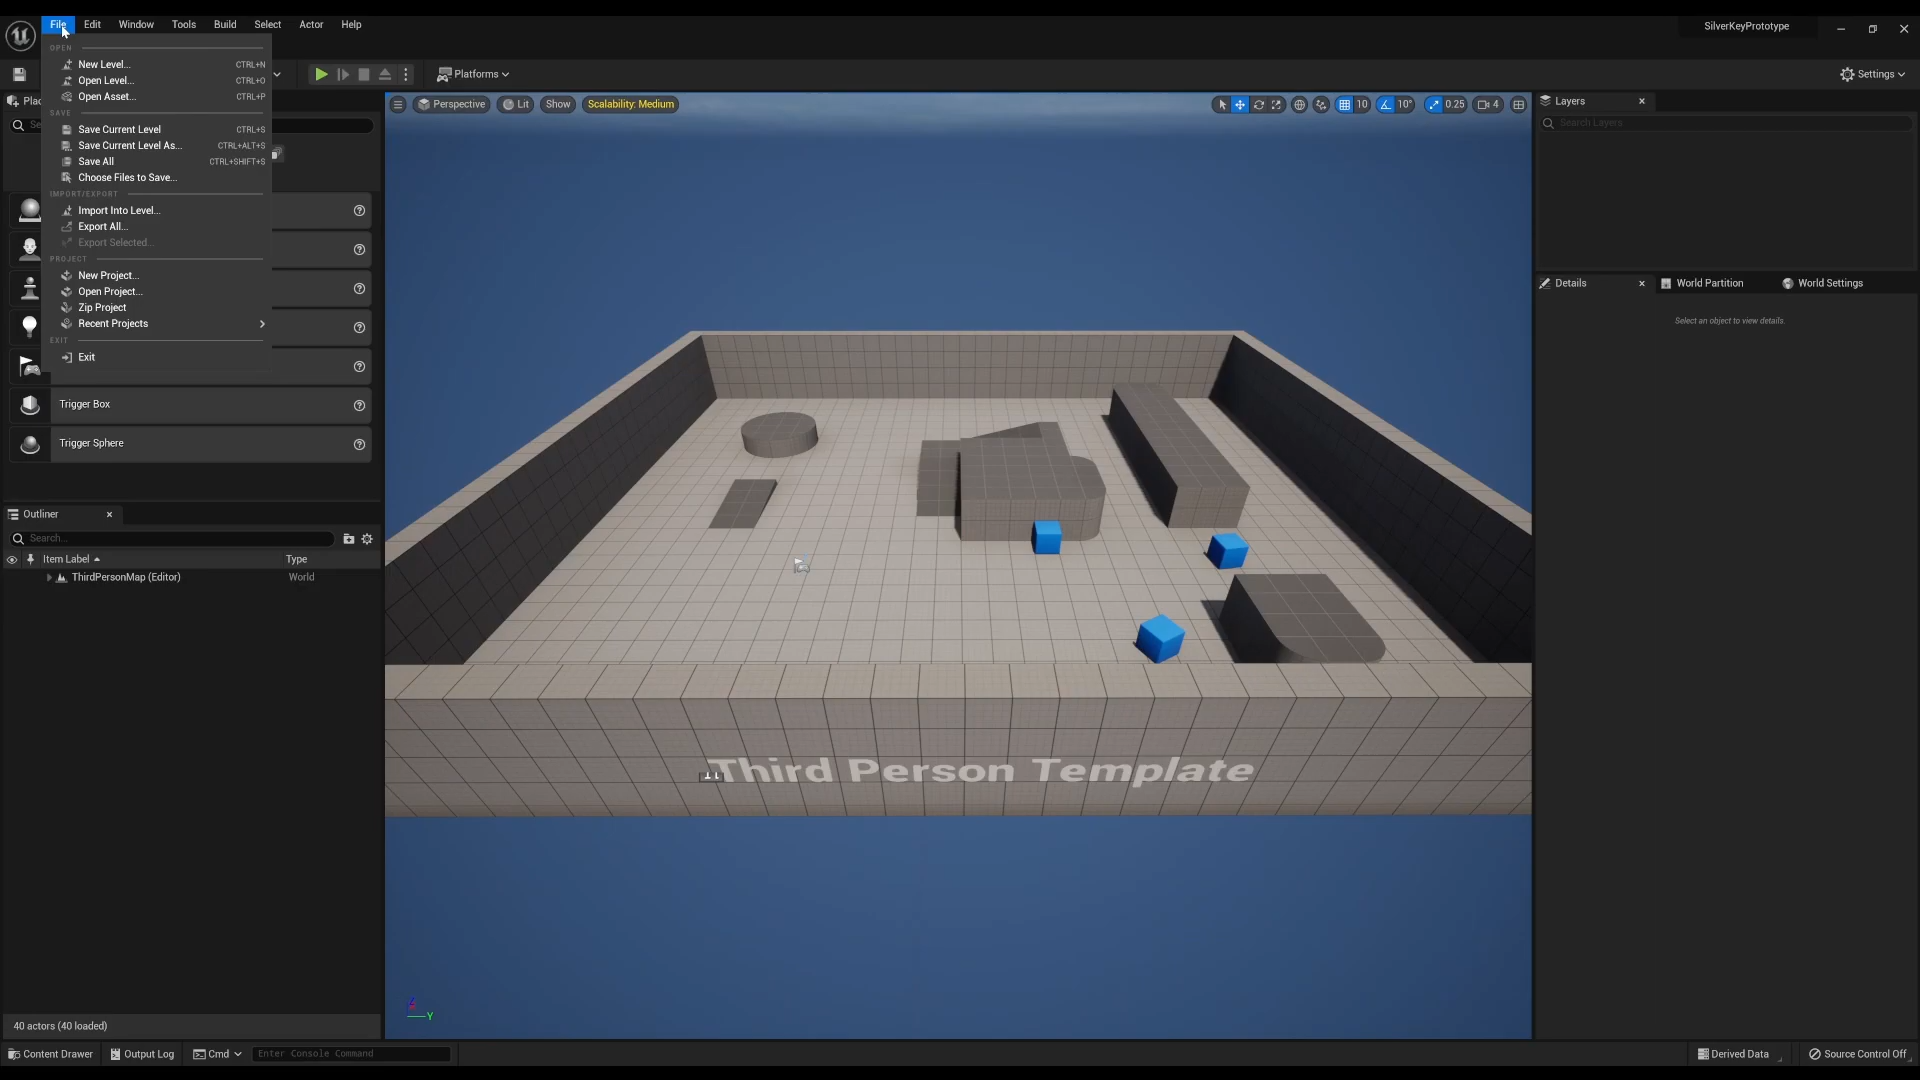 File Edit Window Tools Build Select Actor Help
SilverKeyPrototype
OPEN
New Level... CTRL+N
Open Level... CTRL+O
Open Asset... CTRL+P
SAVE
Save Current Level CTRL+S
Save Current Level As... CTRL+ALT+S
Save All CTRL+SHIFT+S
Choose Files to Save...
IMPORT/EXPORT
Import Into Level...
Export All...
Export Selected...
PROJECT
New Project...
Open Project...
Zip Project
Recent Projects
EXIT
Exit
Platforms
Settings
Plac
Se
Trigger Box
Trigger Sphere
Perspective Lit Show Scalability: Medium
10 10° 0.25 4
Third Person Template
Z
Y
Layers
Search Layers
Details World Partition World Settings
Select an object to view details.
Outliner
Search...
Item Label Type
ThirdPersonMap (Editor) World
40 actors (40 loaded)
Content Drawer Output Log Cmd Enter Console Command
Derived Data Source Control Off